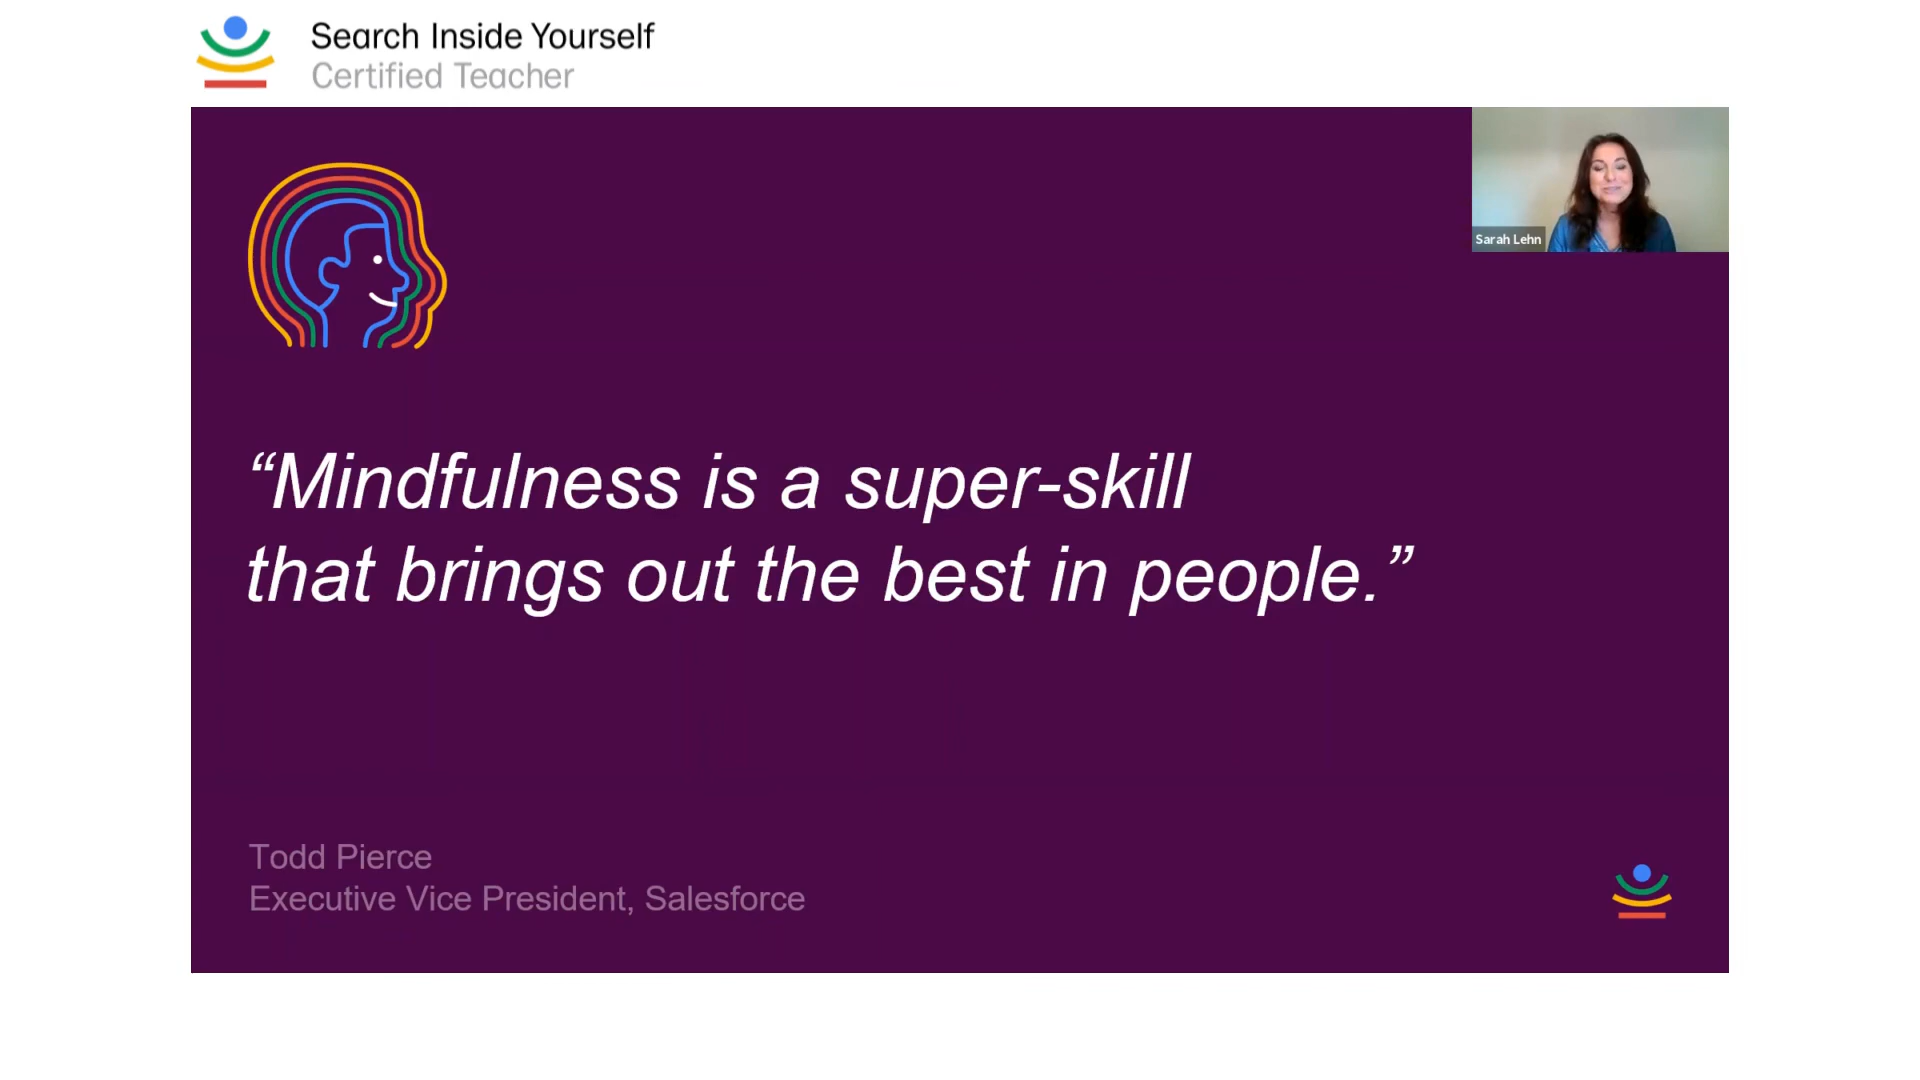 Search Inside Yourself
Certified Teacher
Sarah Lehn
“Mindfulness is a super-skill
that brings out the best in people.”
Todd Pierce
Executive Vice President, Salesforce